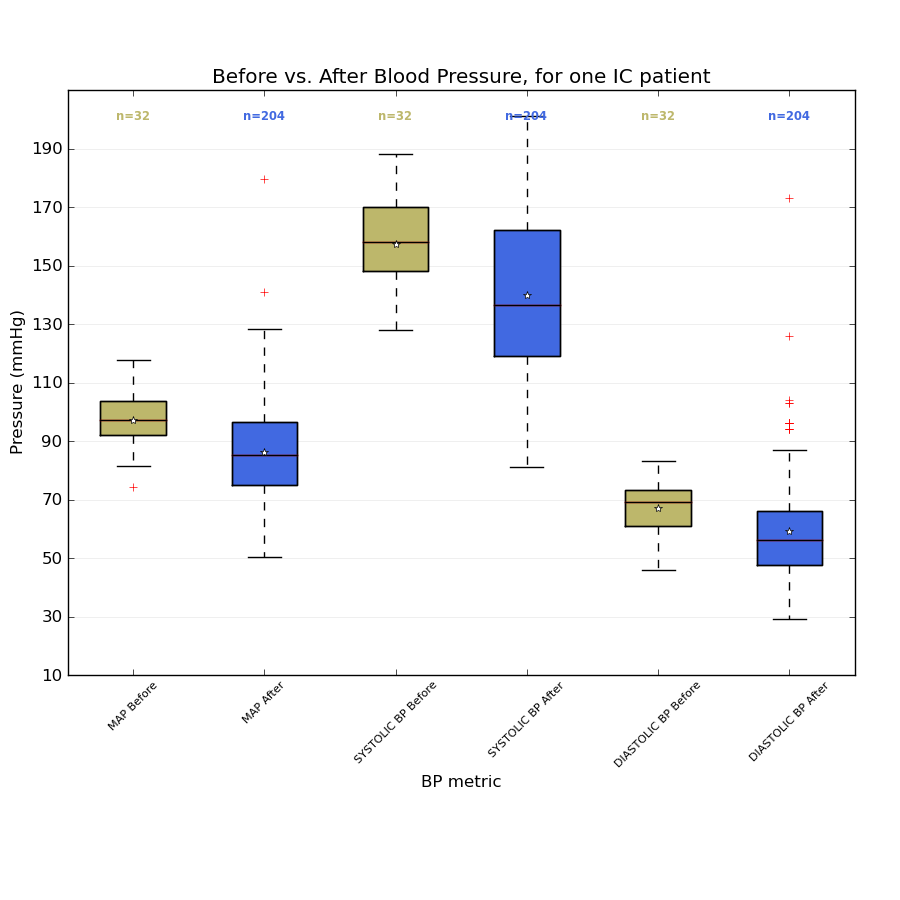 Before vs. After Blood Pressure, for one IC patient
n=32 n=204 n=32 n=204 n=32 n=204
190
170
150
130
110
90
70
50
30
10
Pressure (mmHg)
MAP Before
MAP After
SYSTOLIC BP Before
SYSTOLIC BP After
DIASTOLIC BP Before
DIASTOLIC BP After
BP metric